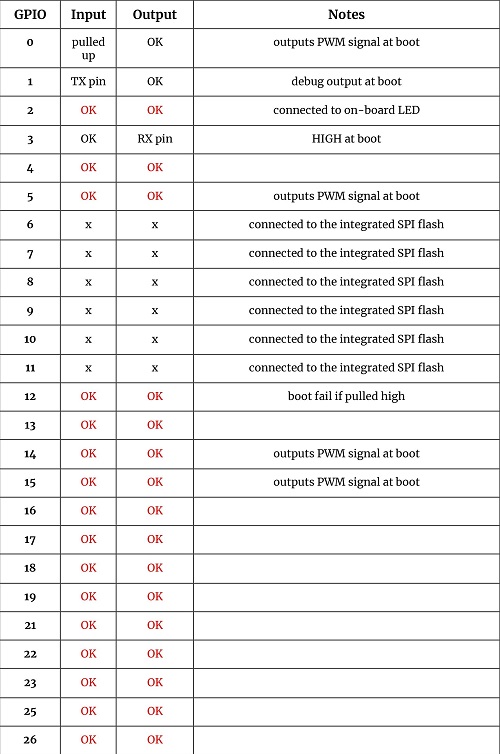 GPIO Input Output Notes
0 pulled up OK outputs PWM signal at boot
1 TX pin OK debug output at boot
2 OK OK connected to on-board LED
3 OK RX pin HIGH at boot
4 OK OK
5 OK OK outputs PWM signal at boot
6 x x connected to the integrated SPI flash
7 x x connected to the integrated SPI flash
8 x x connected to the integrated SPI flash
9 x x connected to the integrated SPI flash
10 x x connected to the integrated SPI flash
11 x x connected to the integrated SPI flash
12 OK OK boot fail if pulled high
13 OK OK
14 OK OK outputs PWM signal at boot
15 OK OK outputs PWM signal at boot
16 OK OK
17 OK OK
18 OK OK
19 OK OK
21 OK OK
22 OK OK
23 OK OK
25 OK OK
26 OK OK